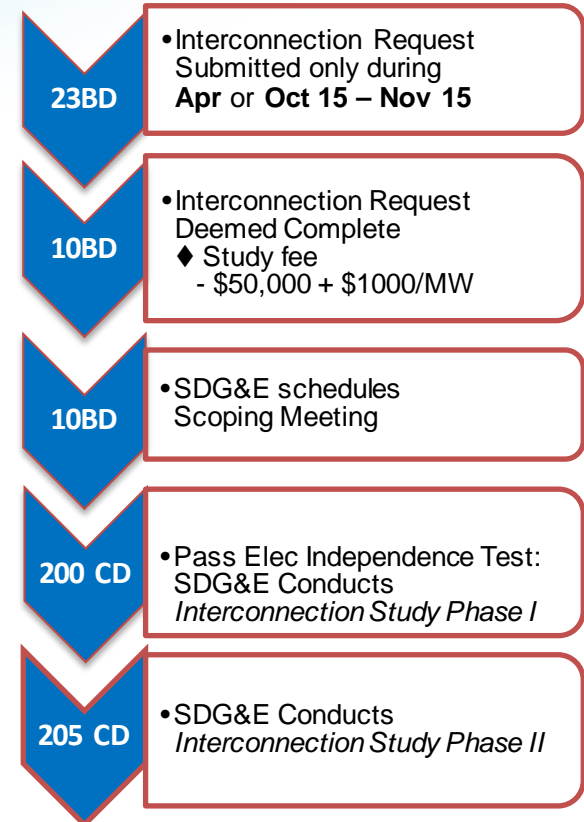 23BD
•Interconnection Request
Submitted only during
Apr or Oct 15 – Nov 15
10BD
•Interconnection Request
Deemed Complete
♦ Study fee
- $50,000 + $1000/MW
10BD
•SDG&E schedules
Scoping Meeting
200 CD
•Pass Elec Independence Test:
SDG&E Conducts
Interconnection Study Phase I
205 CD
•SDG&E Conducts
Interconnection Study Phase II